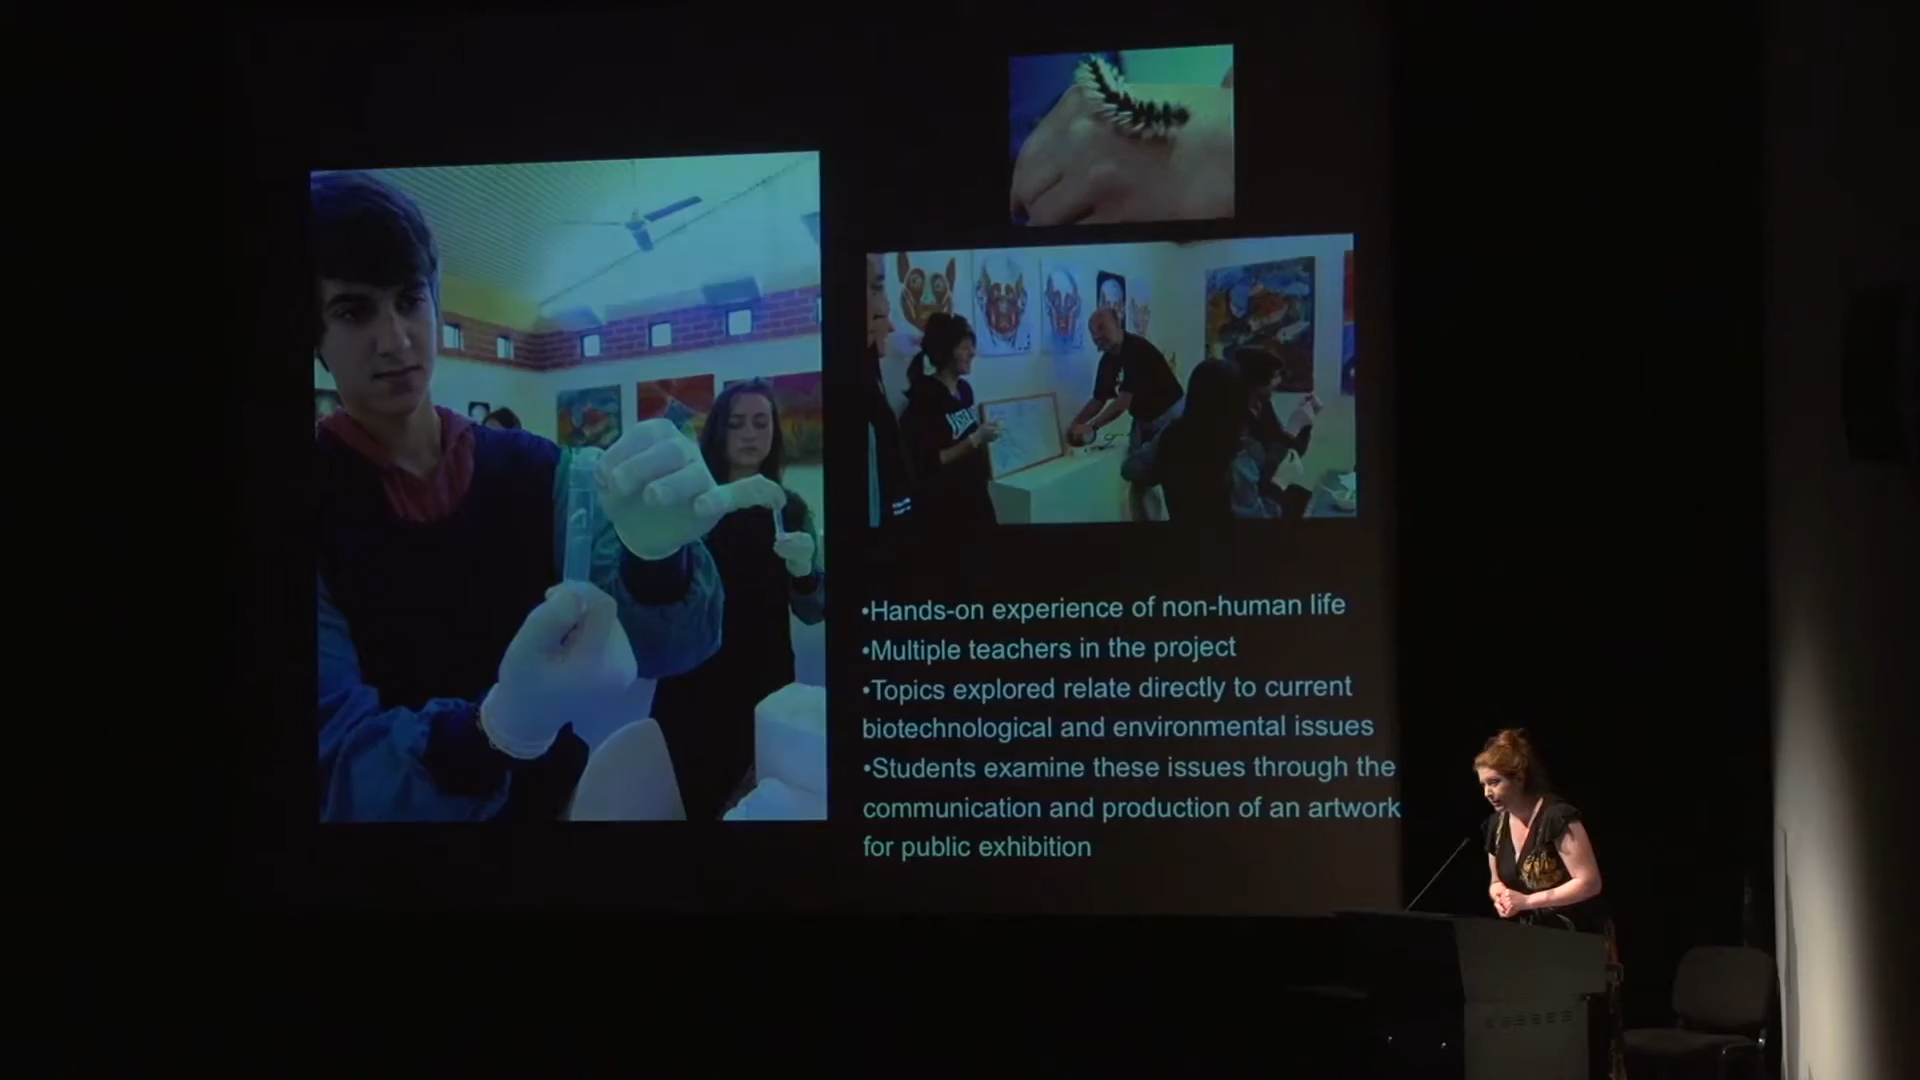 •Hands-on experience of non-human life
•Multiple teachers in the project
•Topics explored relate directly to current
biotechnological and environmental issues
•Students examine these issues through the
communication and production of an artwork
for public exhibition